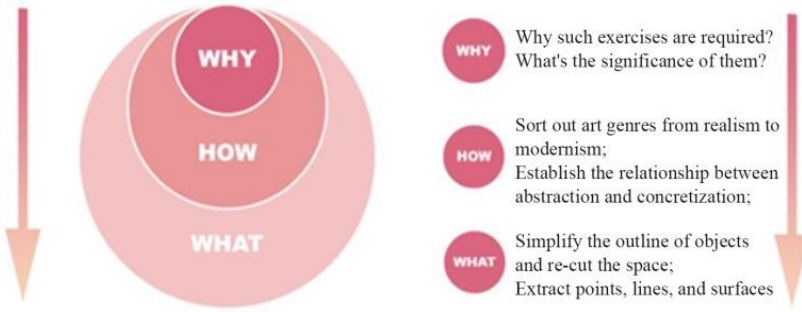 WHY
HOW
WHAT
WHY
Why such exercises are required?
What's the significance of them?
HOW
Sort out art genres from realism to
modernism;
Establish the relationship between
abstraction and concretization;
WHAT
Simplify the outline of objects
and re-cut the space;
Extract points, lines, and surfaces